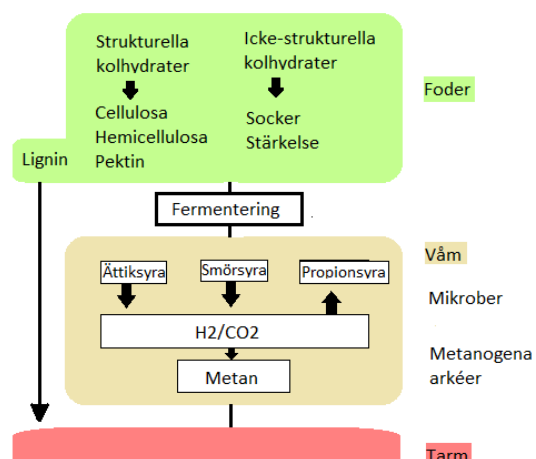 Strukturella
kolhydrater
Icke-strukturella
kolhydrater
Cellulosa
Hemicellulosa
Pektin
Socker
Stärkelse
Lignin
Foder
Fermentering
Våm
Ättiksyra
Smörsyra
Propionsyra
H2/CO2
Metan
Mikrober
Metanogena
arkéer
Tarm